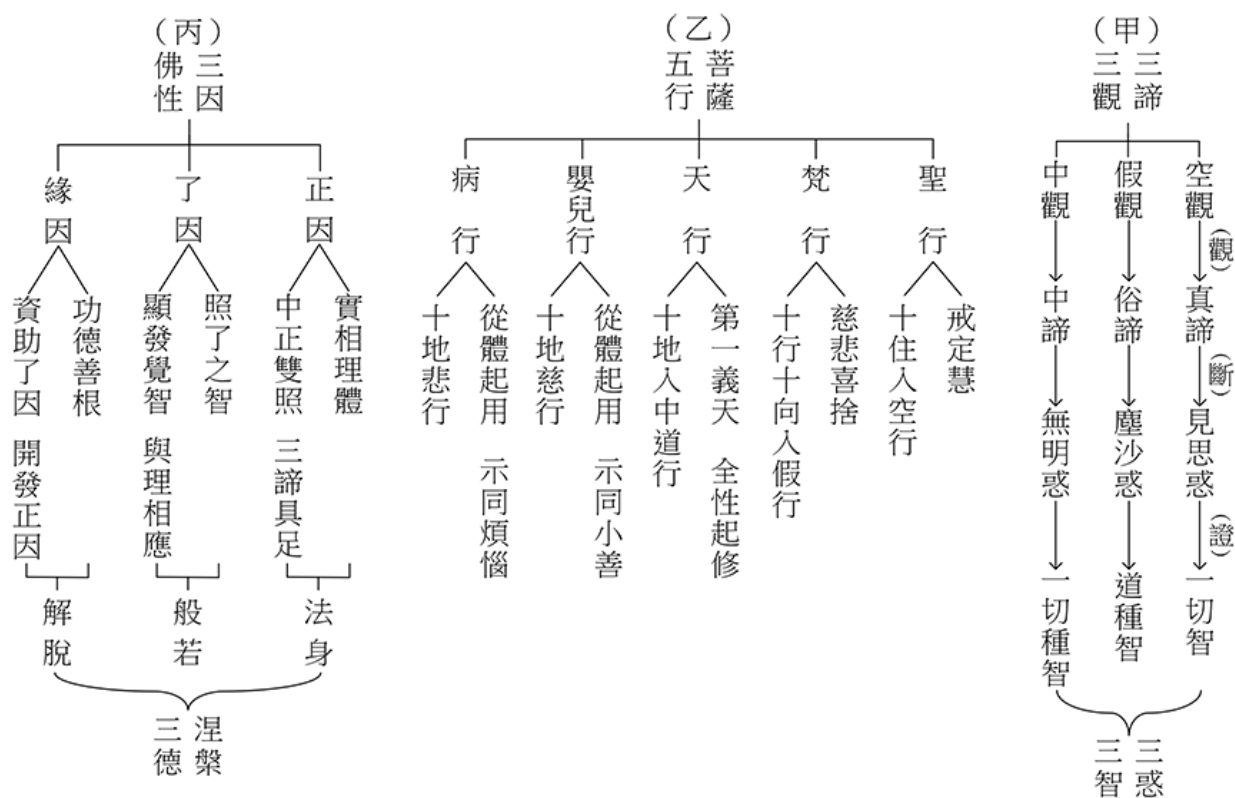 （甲）
三諦
三觀
空觀
（觀）
真諦
（斷）
見思惑
（證）
一切智
假觀
俗諦
塵沙惑
道種智
中觀
中諦
無明惑
一切種智
三惑
三智
（乙）
菩薩
五行
聖行
戒定慧
十住入空行
梵行
慈悲喜捨
十行十向入假行
天行
第一義天　全性起修
十地入中道行
嬰兒行
從體起用　示同小善
十地慈行
病行
從體起用　示同煩惱
十地悲行
（丙）
三因
佛性
正因
實相理體
中正雙照　三諦具足
法身
了因
照了之智
顯發覺智　與理相應
般若
緣因
功德善根
資助了因　開發正因
解脫
涅槃
三德